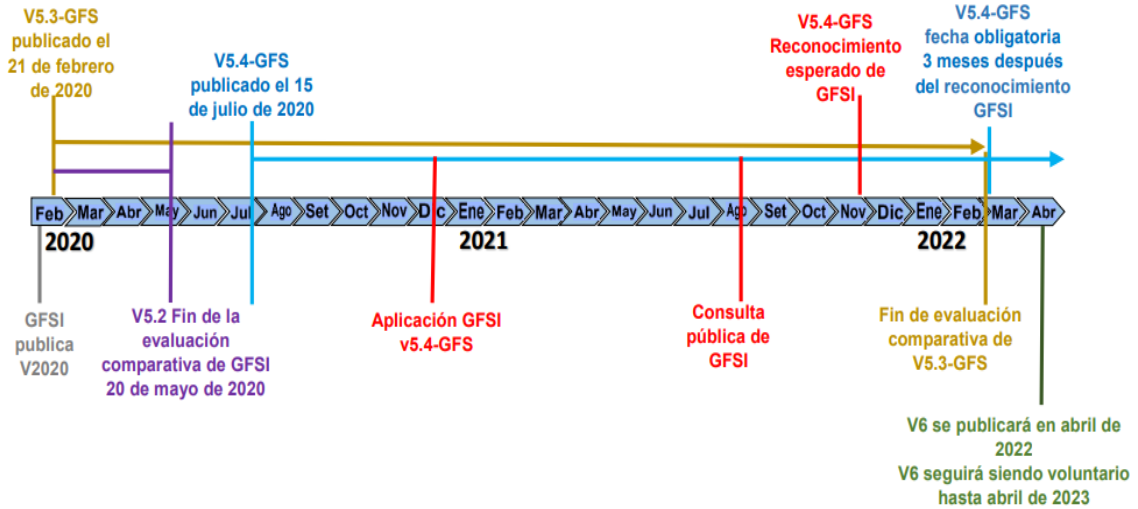 V5.3-GFS
publicado el
21 de febrero
de 2020
V5.4-GFS
publicado el 15
de julio de 2020
V5.4-GFS
Reconocimiento
esperado de
GFSI
V5.4-GFS
fecha obligatoria
3 meses después
del reconocimiento
GFSI
Feb Mar Abr May Jun Jul Ago Set Oct Nov Dic Ene Feb Mar Abr May Jun Jul Ago Set Oct Nov Dic Ene Feb Mar Abr
2020 2021 2022
GFSI
publica
V2020
V5.2 Fin de la
evaluación
comparativa de GFSI
20 de mayo de 2020
Aplicación GFSI
v5.4-GFS
Consulta
pública de
GFSI
Fin de evaluación
comparativa de
V5.3-GFS
V6 se publicará en abril de
2022
V6 seguirá siendo voluntario
hasta abril de 2023